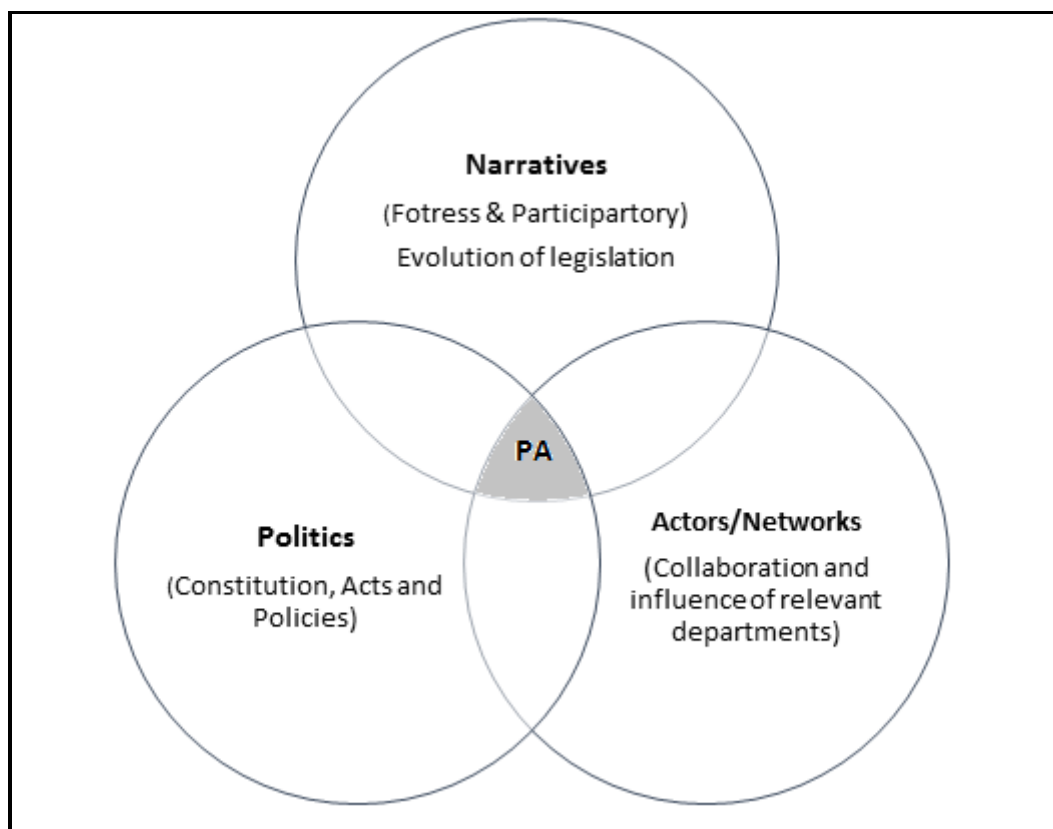 Narratives
(Fotress & Participartory)
Evolution of legislation
PA
Politics
(Constitution, Acts and
Policies)
Actors/Networks
(Collaboration and
influence of relevant
departments)